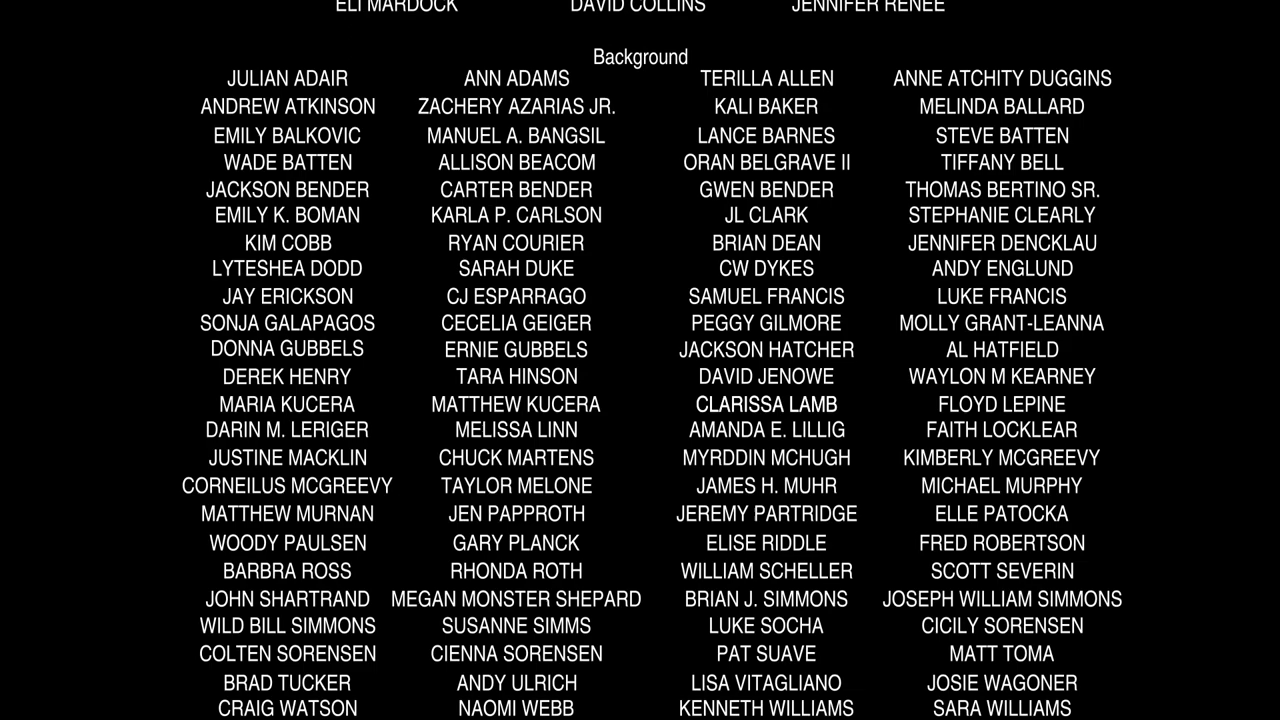 ELI MARDOCK DAVID COLLINS JENNIFER RENEE
Background
JULIAN ADAIR ANN ADAMS TERILLA ALLEN ANNE ATCHITY DUGGINS
ANDREW ATKINSON ZACHERY AZARIAS JR. KALI BAKER MELINDA BALLARD
EMILY BALKOVIC MANUEL A. BANGSIL LANCE BARNES STEVE BATTEN
WADE BATTEN ALLISON BEACOM ORAN BELGRAVE II TIFFANY BELL
JACKSON BENDER CARTER BENDER GWEN BENDER THOMAS BERTINO SR.
EMILY K. BOMAN KARLA P. CARLSON JL CLARK STEPHANIE CLEARLY
KIM COBB RYAN COURIER BRIAN DEAN JENNIFER DENCKLAU
LYTESHEA DODD SARAH DUKE CW DYKES ANDY ENGLUND
JAY ERICKSON CJ ESPARRAGO SAMUEL FRANCIS LUKE FRANCIS
SONJA GALAPAGOS CECELIA GEIGER PEGGY GILMORE MOLLY GRANT-LEANNA
DONNA GUBBELS ERNIE GUBBELS JACKSON HATCHER AL HATFIELD
DEREK HENRY TARA HINSON DAVID JENOWE WAYLON M KEARNEY
MARIA KUCERA MATTHEW KUCERA CLARISSA LAMB FLOYD LEPINE
DARIN M. LERIGER MELISSA LINN AMANDA E. LILLIG FAITH LOCKLEAR
JUSTINE MACKLIN CHUCK MARTENS MYRDDIN MCHUGH KIMBERLY MCGREEVY
CORNEILUS MCGREEVY TAYLOR MELONE JAMES H. MUHR MICHAEL MURPHY
MATTHEW MURNAN JEN PAPPROTH JEREMY PARTRIDGE ELLE PATOCKA
WOODY PAULSEN GARY PLANCK ELISE RIDDLE FRED ROBERTSON
BARBRA ROSS RHONDA ROTH WILLIAM SCHELLER SCOTT SEVERIN
JOHN SHARTRAND MEGAN MONSTER SHEPARD BRIAN J. SIMMONS JOSEPH WILLIAM SIMMONS
WILD BILL SIMMONS SUSANNE SIMMS LUKE SOCHA CICILY SORENSEN
COLTEN SORENSEN CIENNA SORENSEN PAT SUAVE MATT TOMA
BRAD TUCKER ANDY ULRICH LISA VITAGLIANO JOSIE WAGONER
CRAIG WATSON NAOMI WEBB KENNETH WILLIAMS SARA WILLIAMS